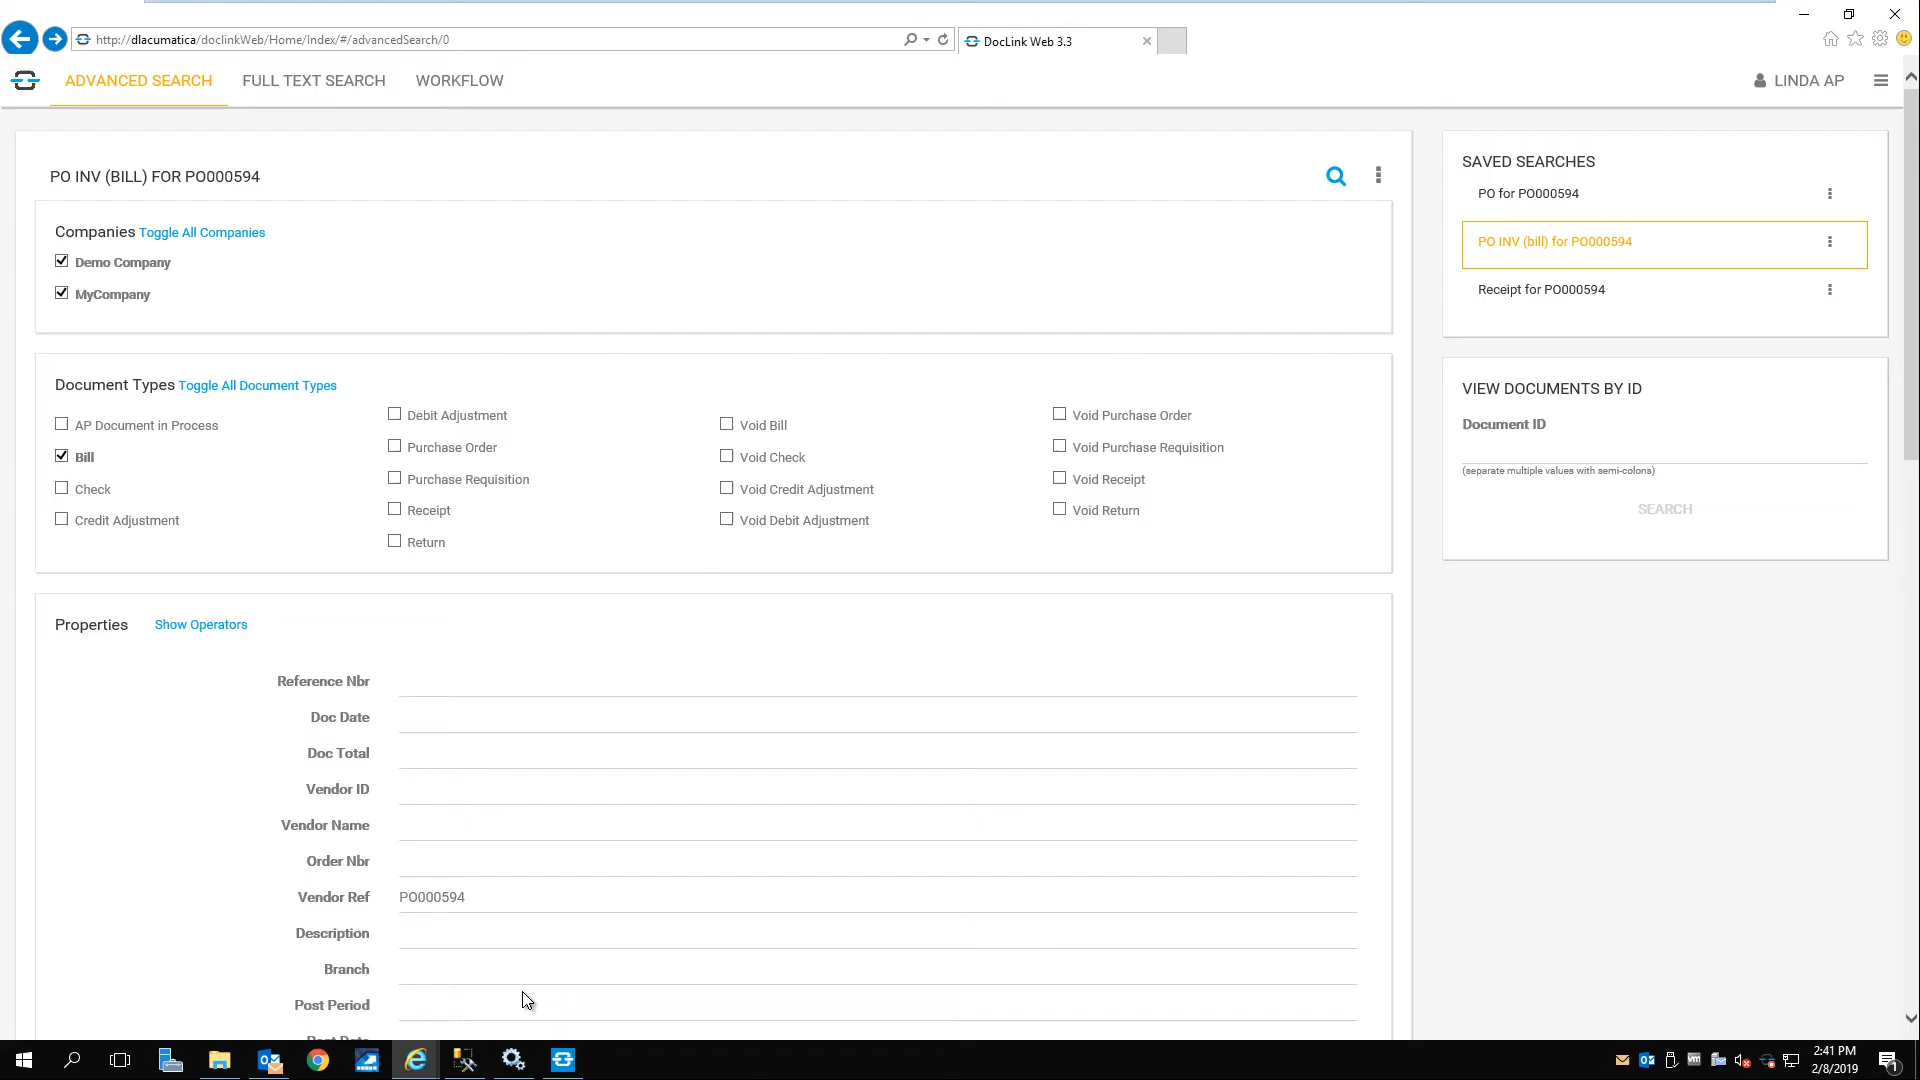 http://dlacumatica/doclinkWeb/Home/Index/#/advancedSearch/0
DocLink Web 3.3
ADVANCED SEARCH
FULL TEXT SEARCH
WORKFLOW
LINDA AP
PO INV (BILL) FOR PO000594
Companies Toggle All Companies
Demo Company
MyCompany
Document Types Toggle All Document Types
AP Document in Process
Bill
Check
Credit Adjustment
Debit Adjustment
Purchase Order
Purchase Requisition
Receipt
Return
Void Bill
Void Check
Void Credit Adjustment
Void Debit Adjustment
Void Purchase Order
Void Purchase Requisition
Void Receipt
Void Return
Properties Show Operators
Reference Nbr
Doc Date
Doc Total
Vendor ID
Vendor Name
Order Nbr
Vendor Ref PO000594
Description
Branch
Post Period
SAVED SEARCHES
PO for PO000594
PO INV (bill) for PO000594
Receipt for PO000594
VIEW DOCUMENTS BY ID
Document ID
(separate multiple values with semi-colons)
SEARCH
2:41 PM
2/8/2019
1